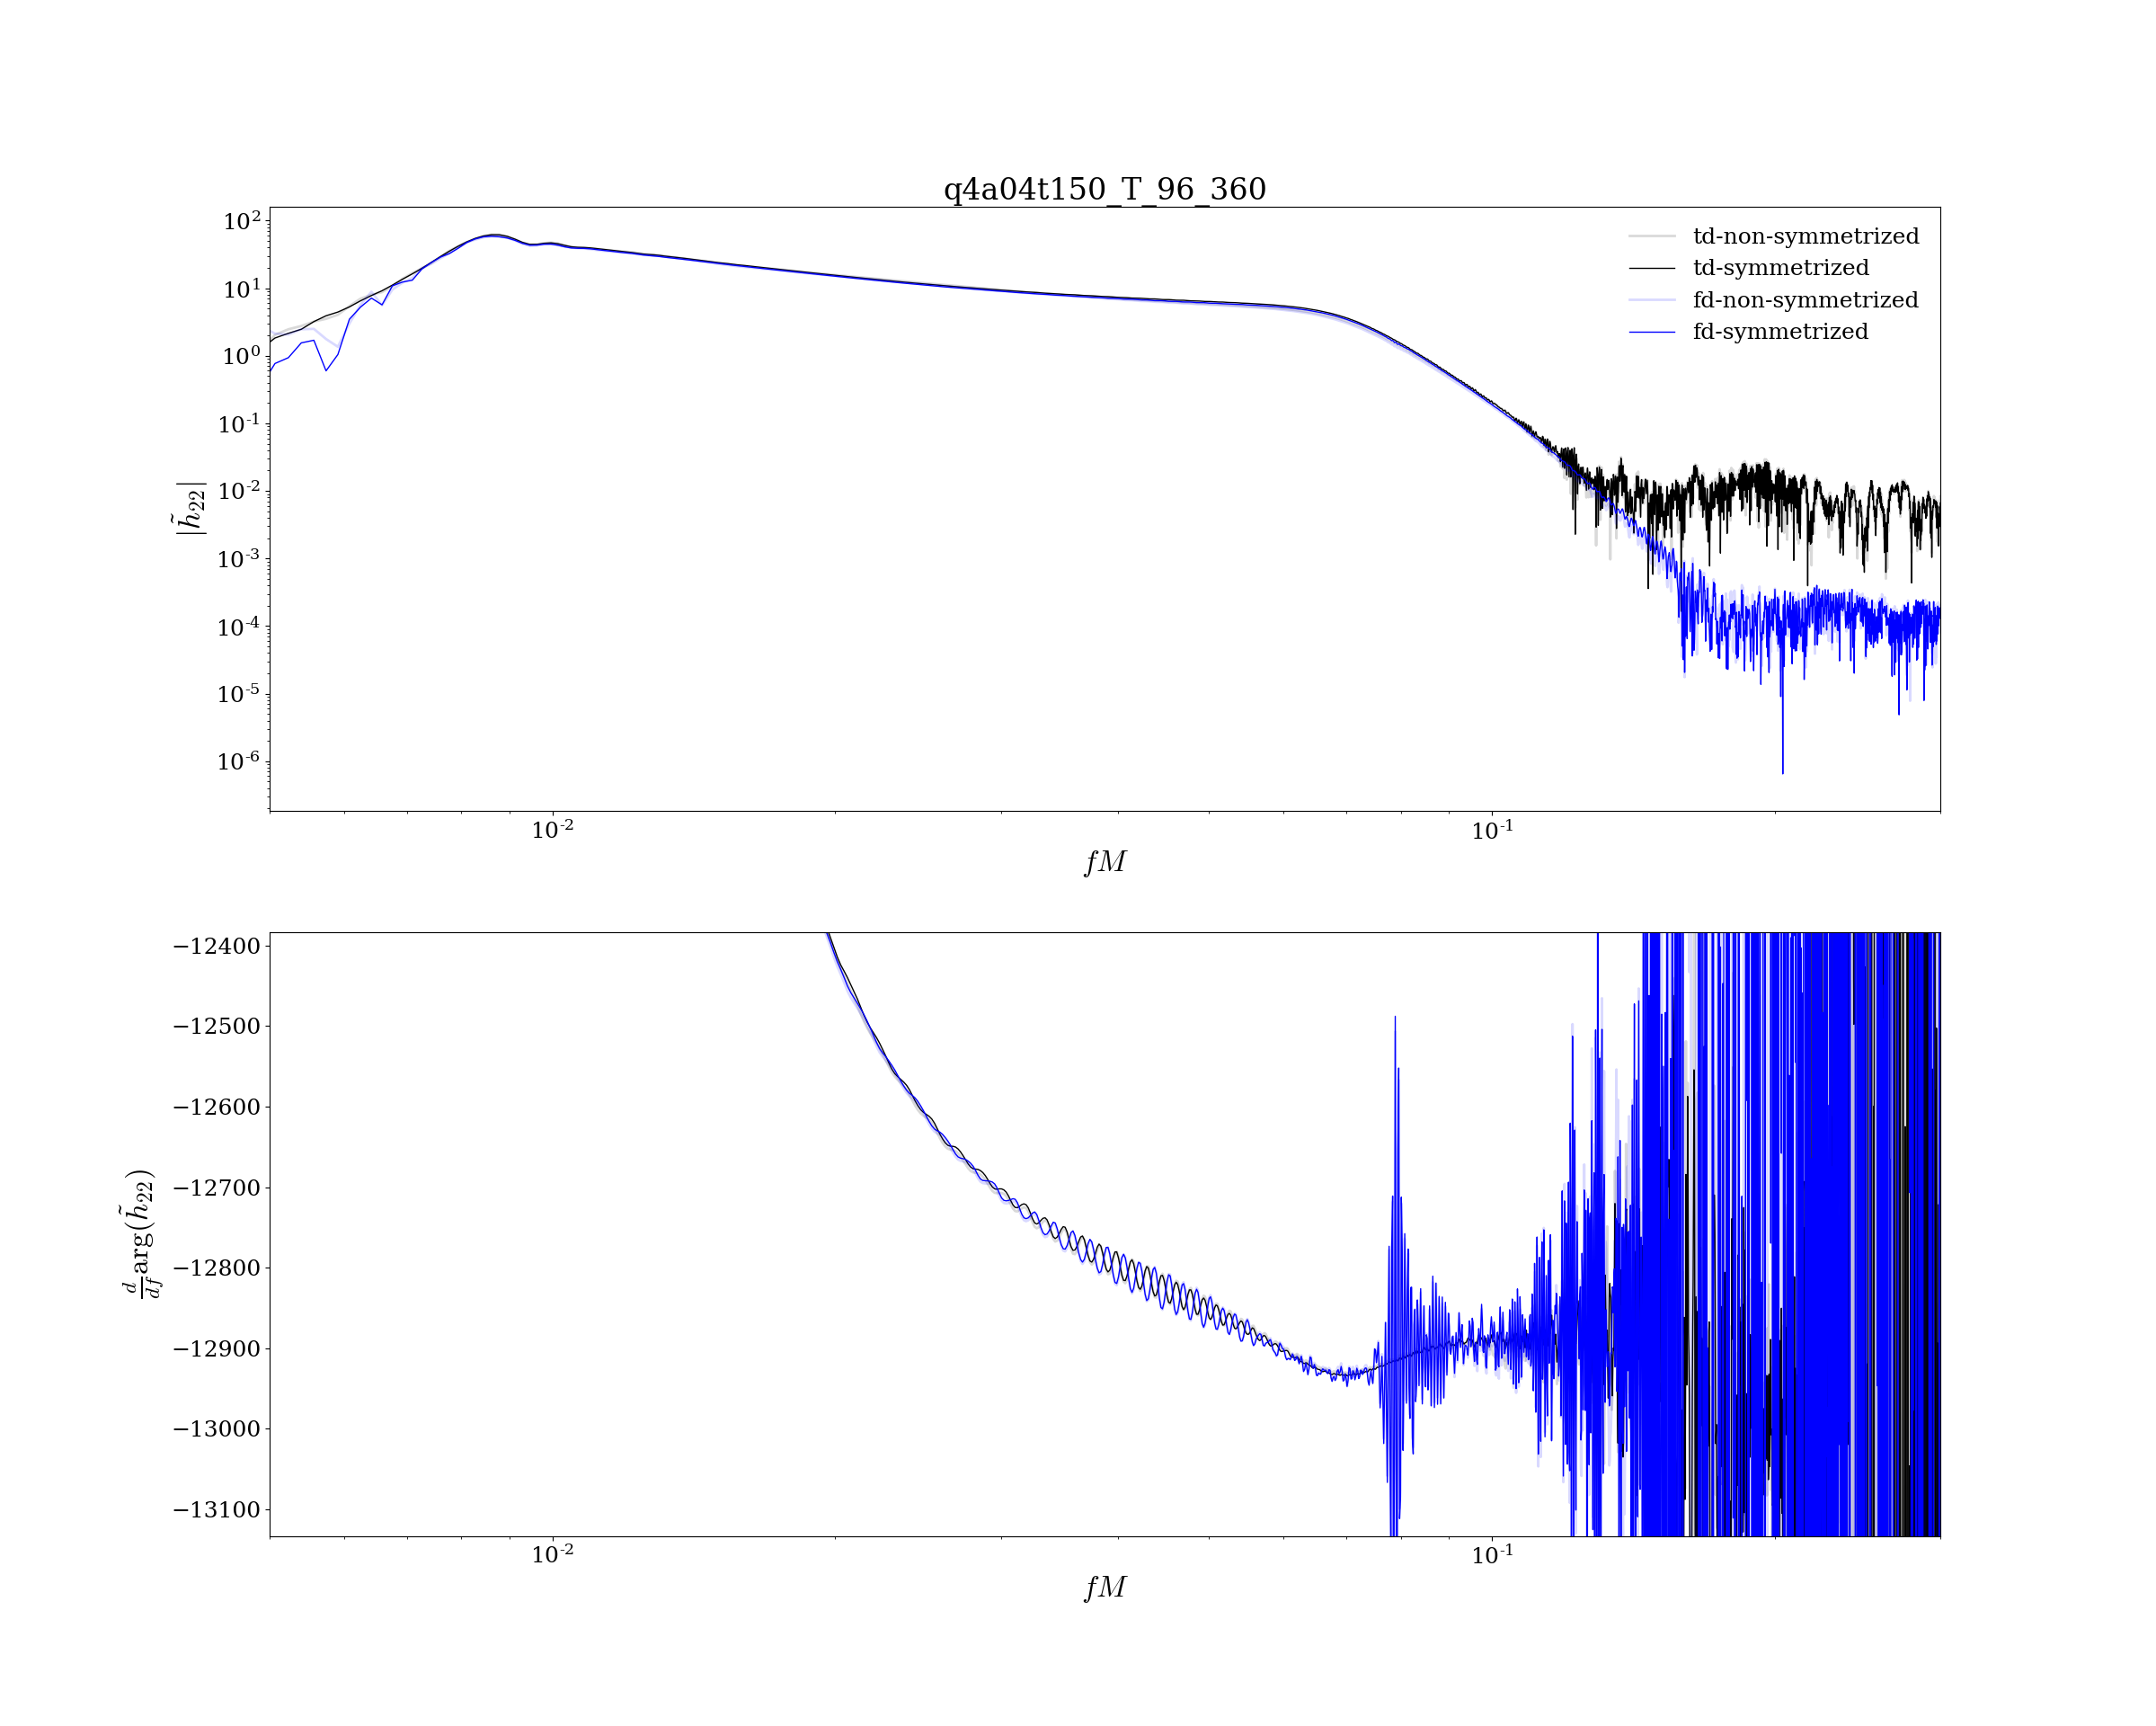 q4a04t150_T_96_360
10^2
10^1
10^0
10^-1
10^-2
10^-3
10^-4
10^-5
10^-6
|h̃_22|
td-non-symmetrized
td-symmetrized
fd-non-symmetrized
fd-symmetrized
10^-2
10^-1
fM
−12400
−12500
−12600
−12700
−12800
−12900
−13000
−13100
d/df arg(h̃_22)
10^-2
10^-1
fM